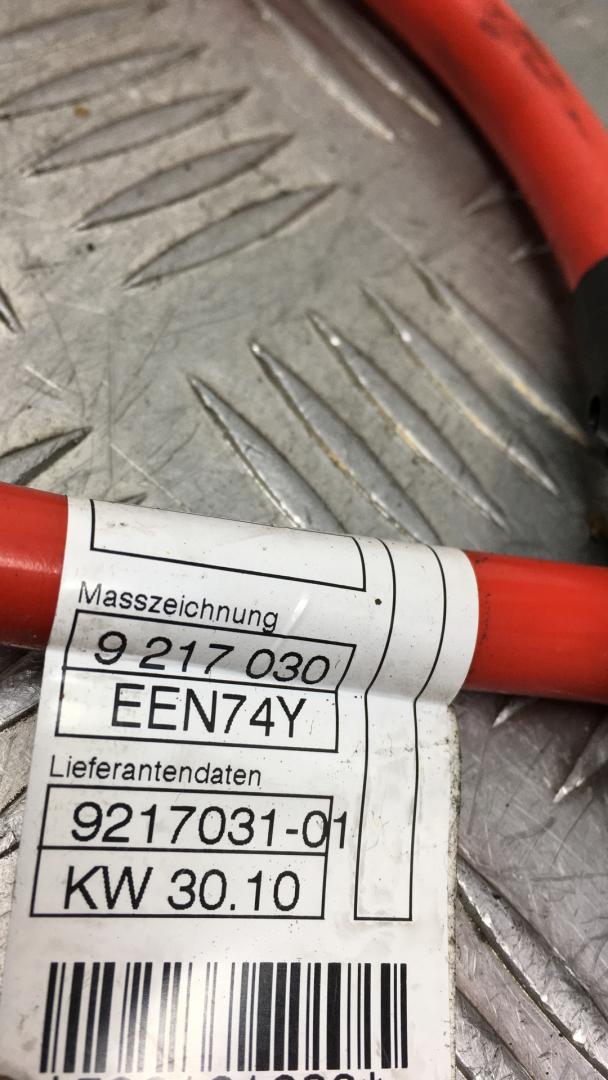 Masszeichnung
9 217 030
EEN74Y
Lieferantendaten
9217031-01
KW 30.10